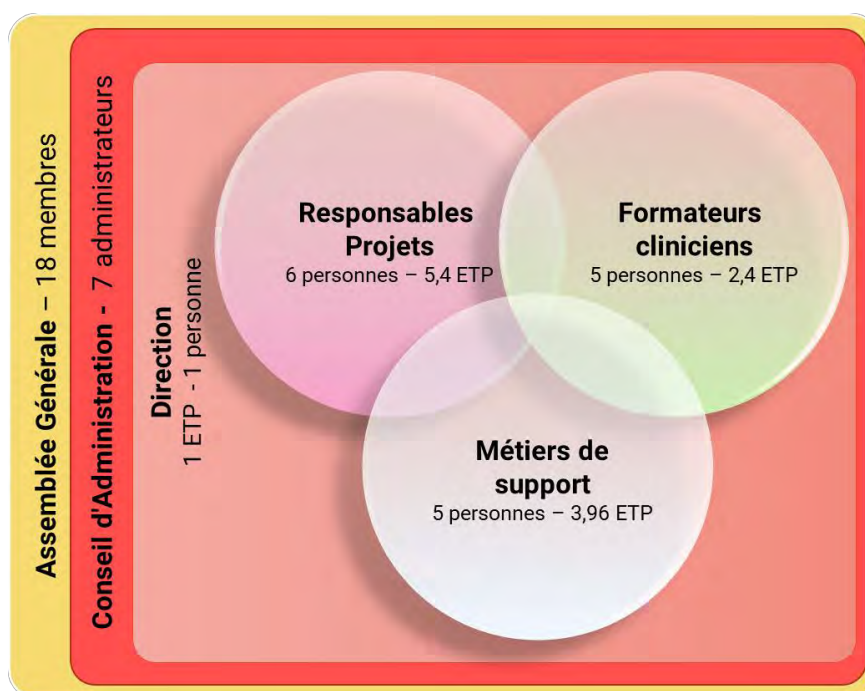 Assemblée Générale – 18 membres
Conseil d'Administration - 7 administrateurs
Direction
1 ETP - 1 personne
Responsables
Projets
6 personnes – 5,4 ETP
Formateurs
cliniciens
5 personnes – 2,4 ETP
Métiers de
support
5 personnes – 3,96 ETP